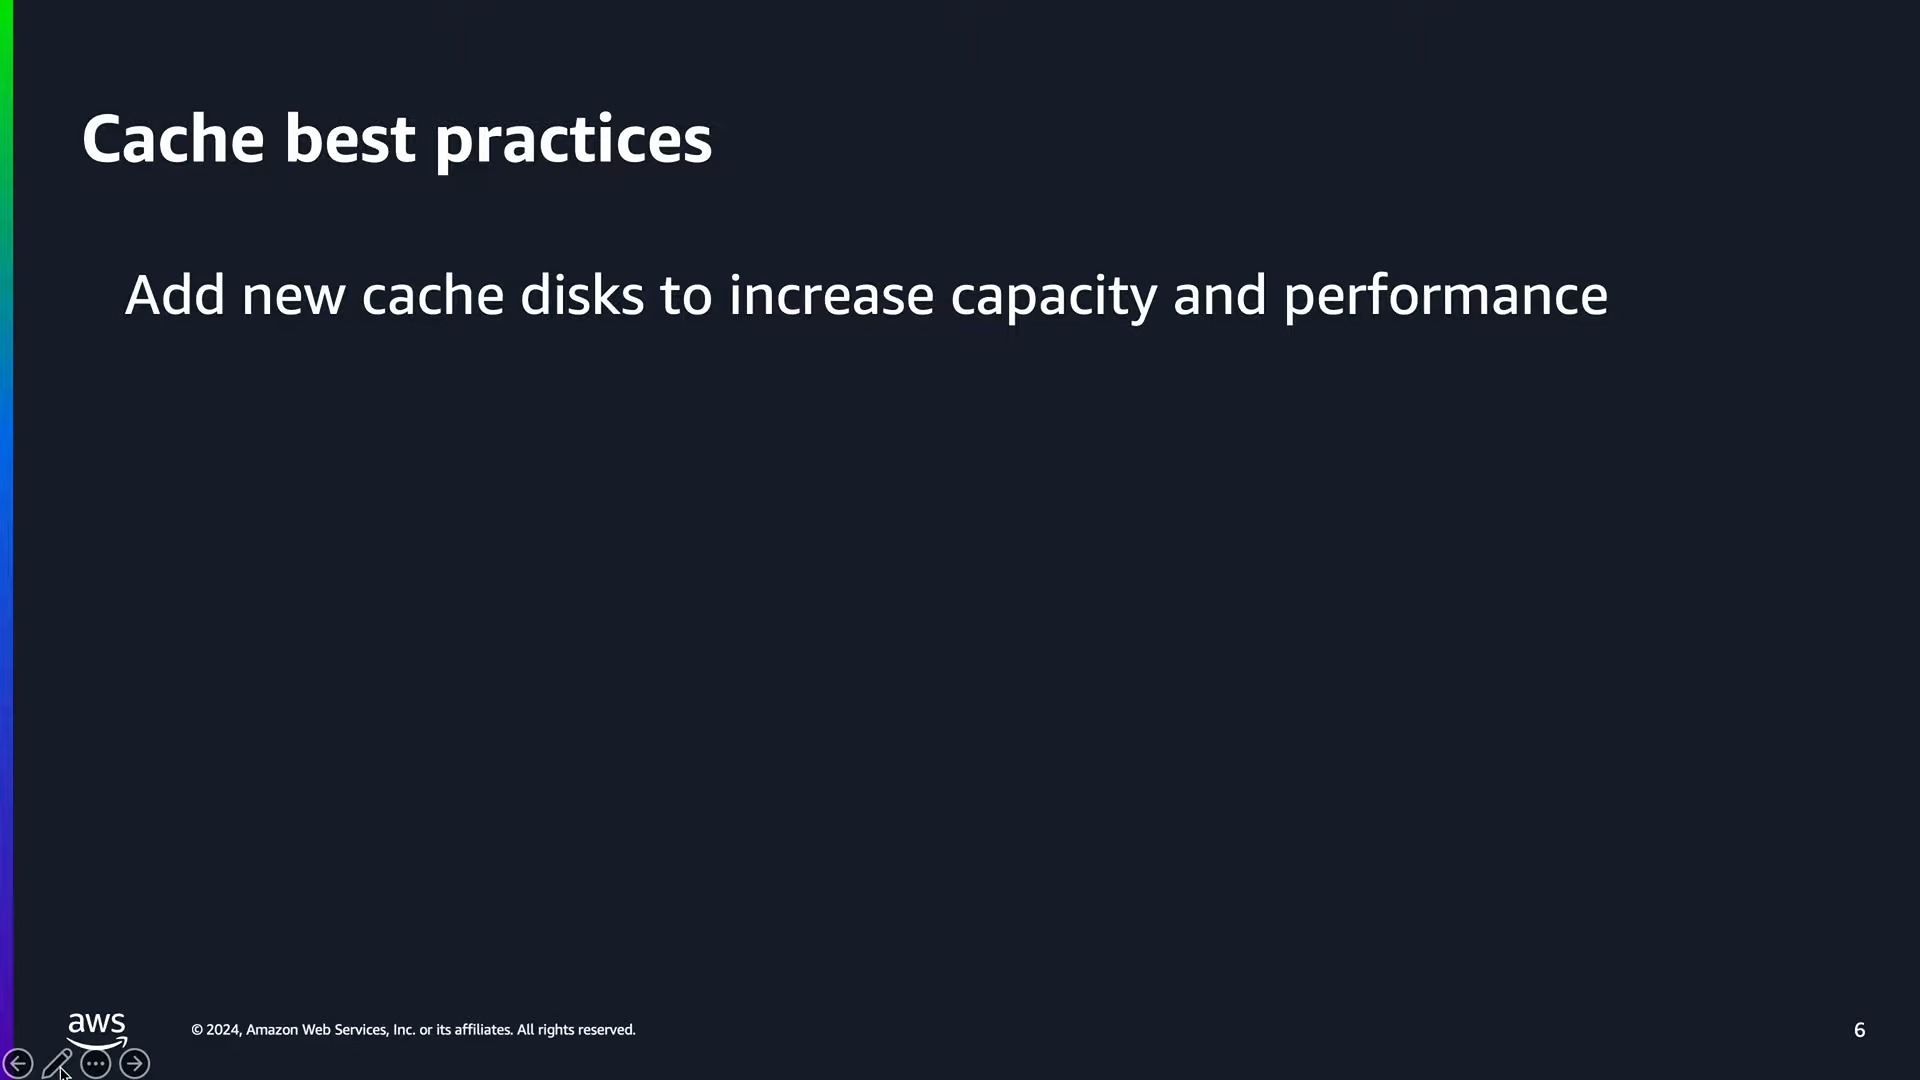 Cache best practices
Add new cache disks to increase capacity and performance
aws
© 2024, Amazon Web Services, Inc. or its affiliates. All rights reserved.
6